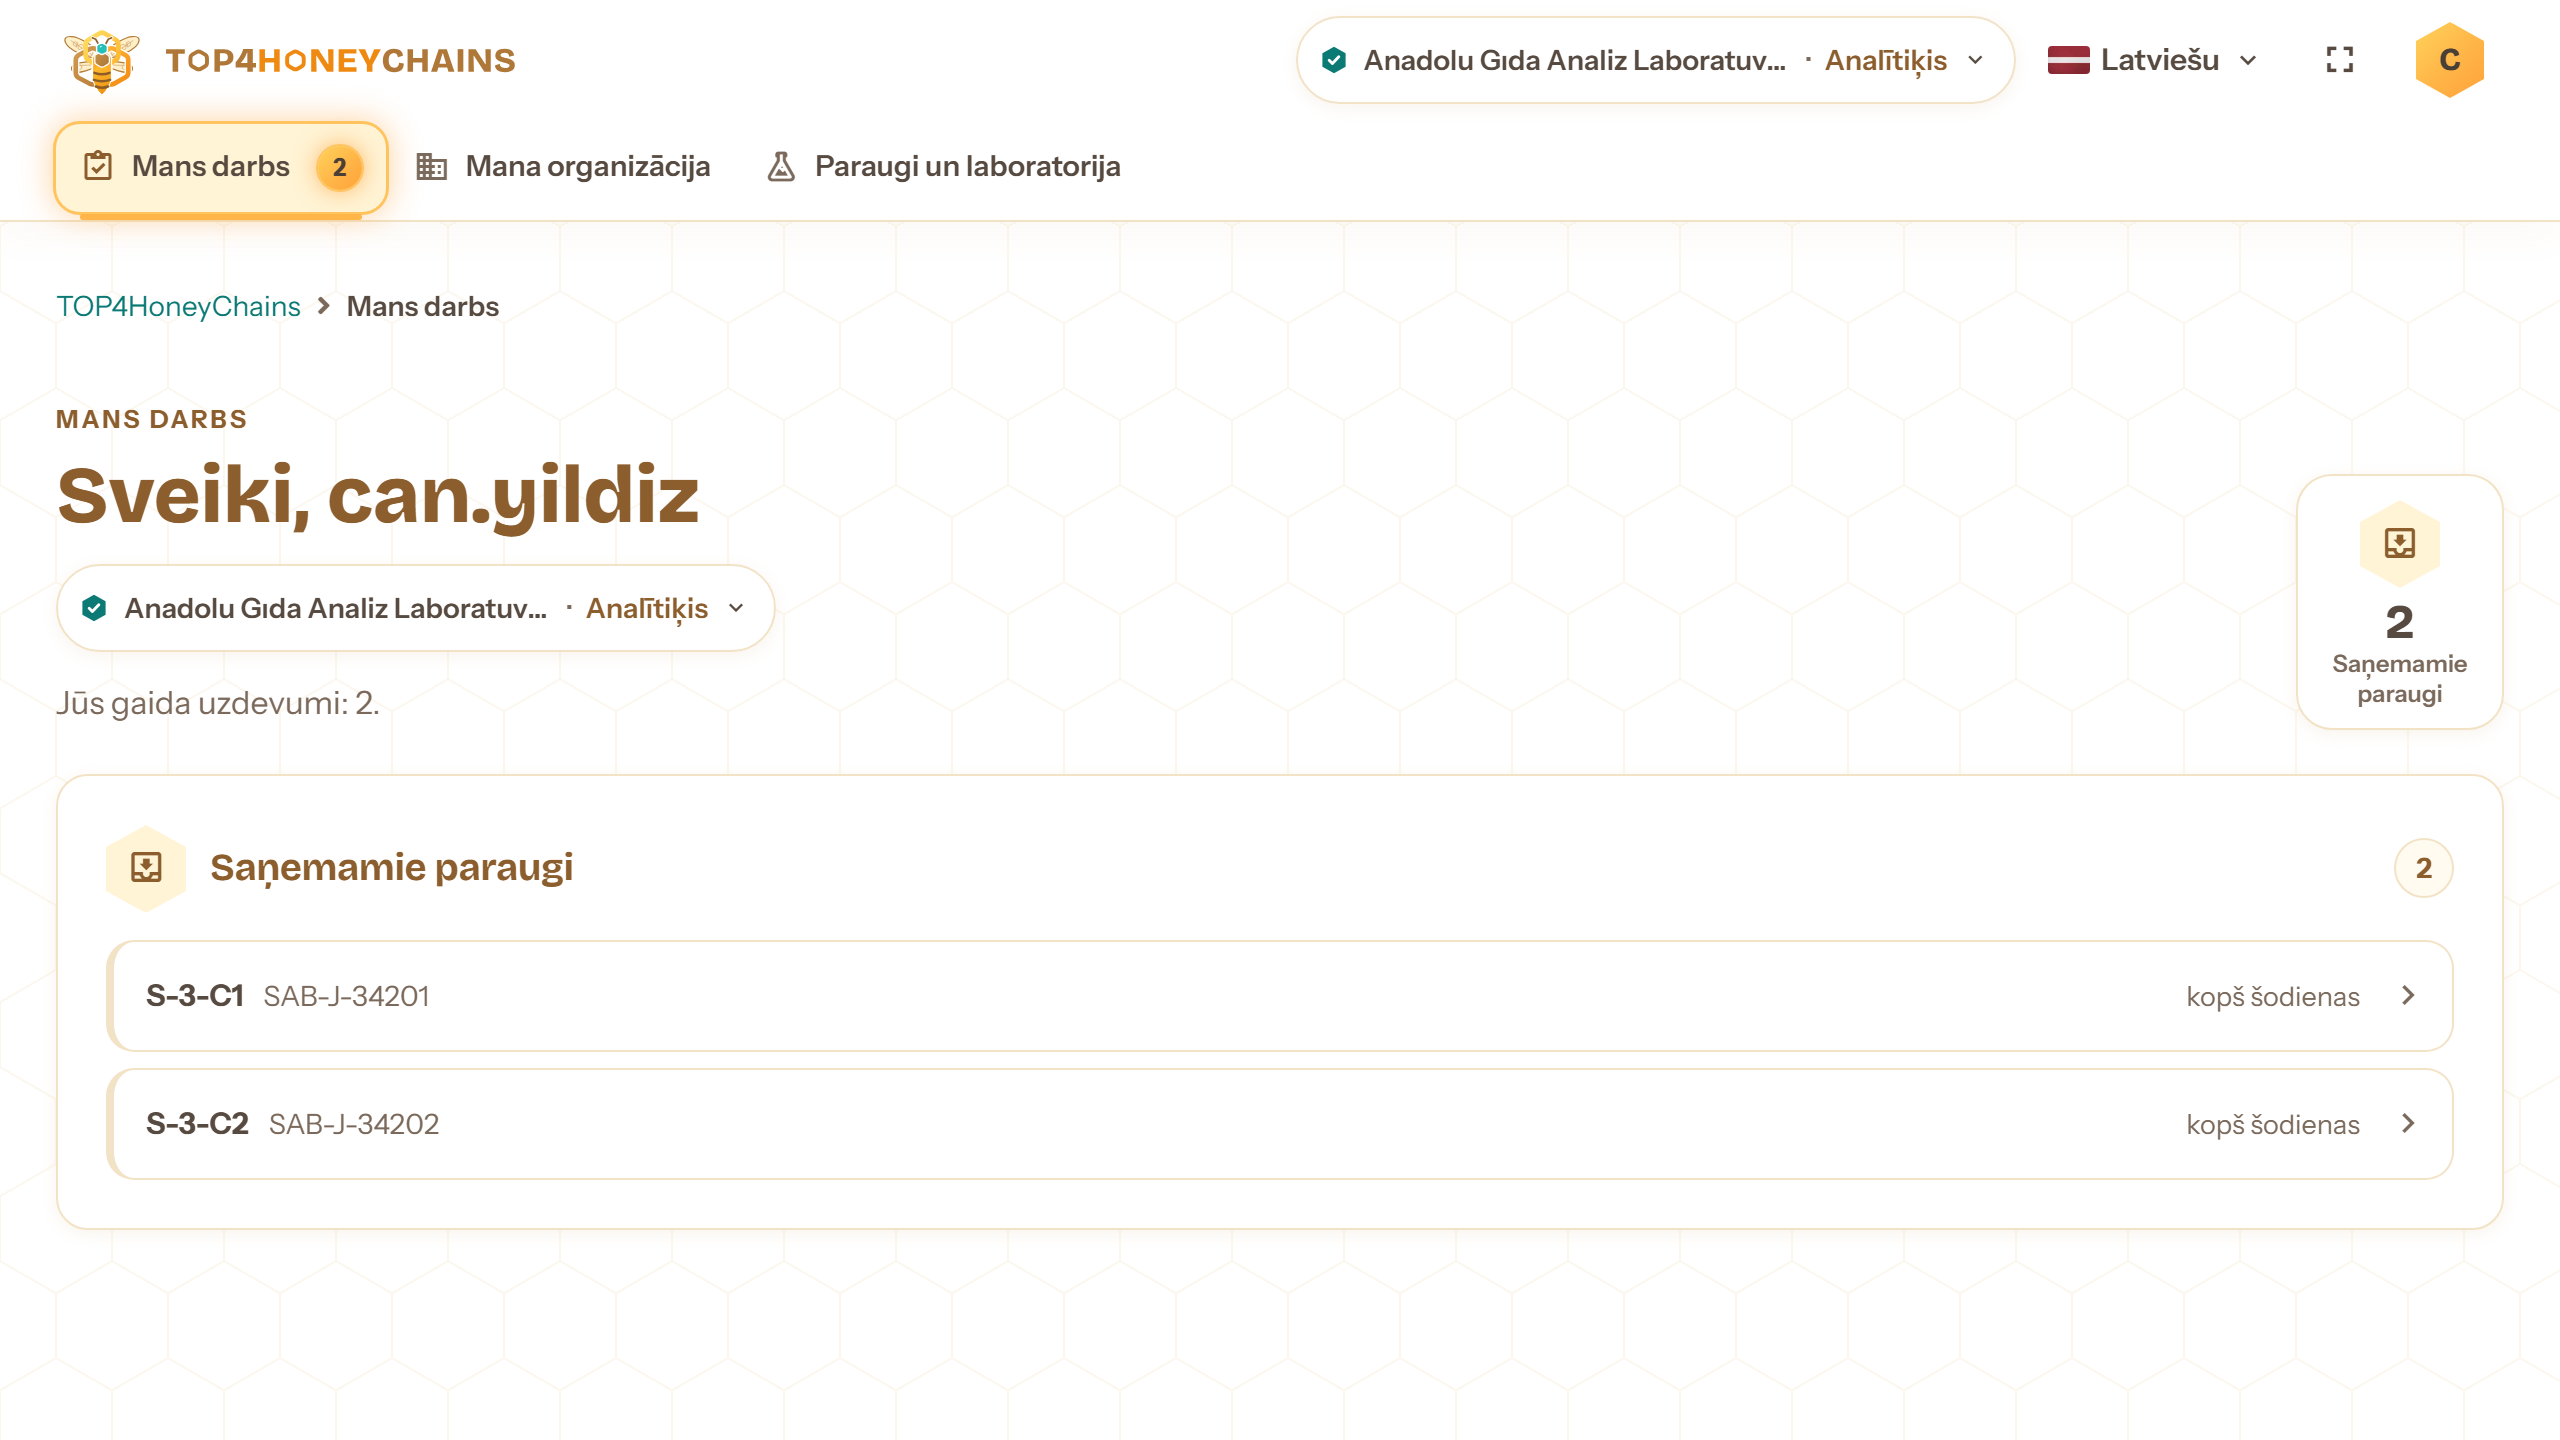 TOP4HONEYCHAINS
Anadolu Gıda Analiz Laboratuv... · Analītiķis
Latviešu
C
Mans darbs 2
Mana organizācija
Paraugi un laboratorija
TOP4HoneyChains > Mans darbs
MANS DARBS
Sveiki, can.yildiz
Anadolu Gıda Analiz Laboratuv... · Analītiķis
Jūs gaida uzdevumi: 2.
2
Saņemamie
paraugi
Saņemamie paraugi 2
S-3-C1 SAB-J-34201 kopš šodienas
S-3-C2 SAB-J-34202 kopš šodienas